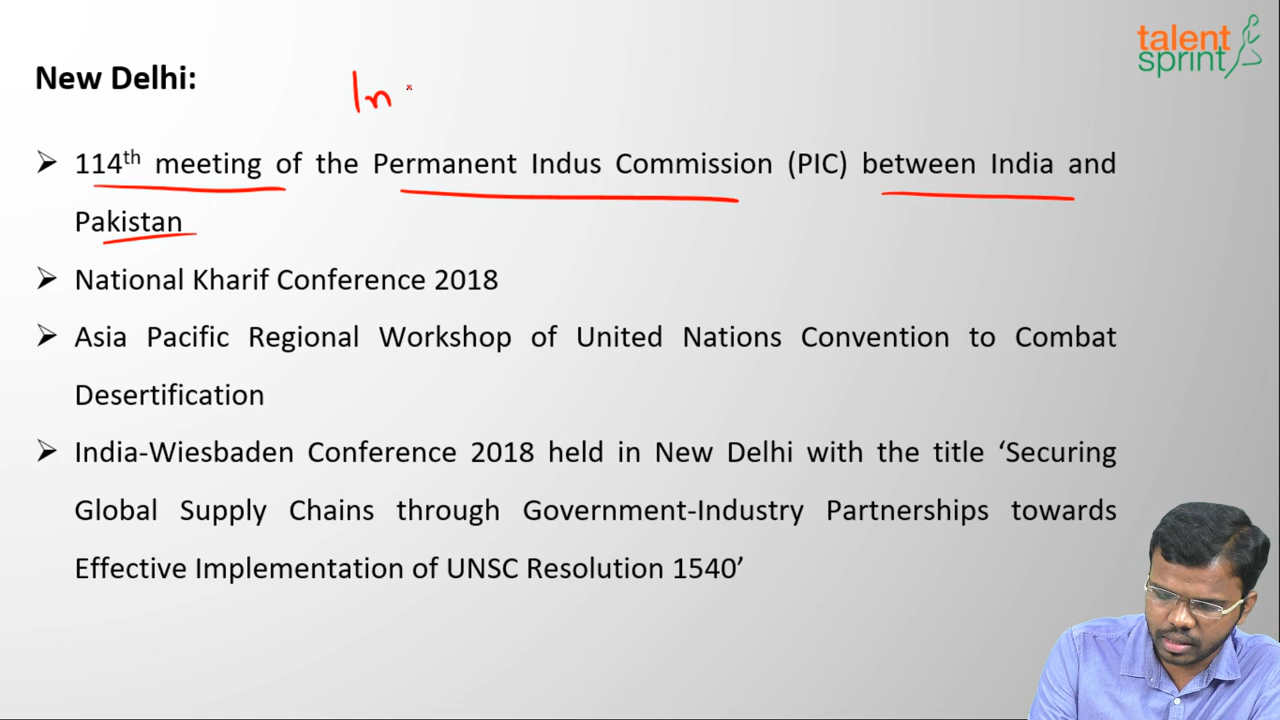 talent
sprint
New Delhi:
In
➢ 114th meeting of the Permanent Indus Commission (PIC) between India and
Pakistan
➢ National Kharif Conference 2018
➢ Asia Pacific Regional Workshop of United Nations Convention to Combat
Desertification
➢ India-Wiesbaden Conference 2018 held in New Delhi with the title ‘Securing
Global Supply Chains through Government-Industry Partnerships towards
Effective Implementation of UNSC Resolution 1540’